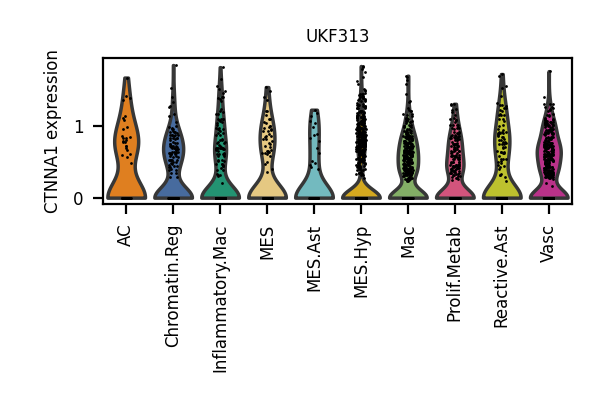 UKF313
CTNNA1 expression
1
0
AC
Chromatin.Reg
Inflammatory.Mac
MES
MES.Ast
MES.Hyp
Mac
Prolif.Metab
Reactive.Ast
Vasc